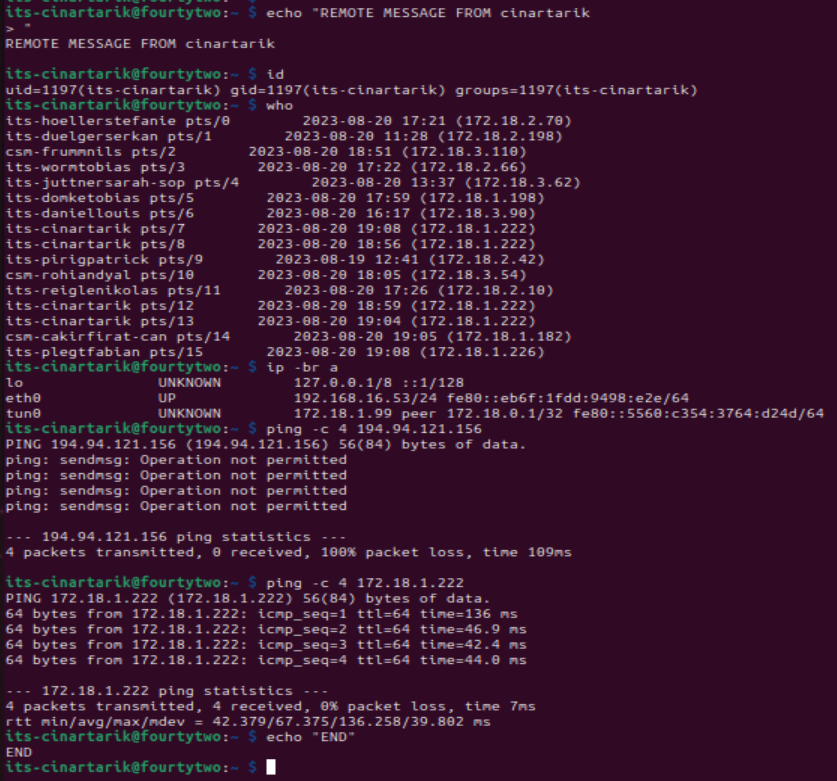 its-cinartarik@fourtytwo:~ $ echo "REMOTE MESSAGE FROM cinartarik
> "
REMOTE MESSAGE FROM cinartarik

its-cinartarik@fourtytwo:~ $ id
uid=1197(its-cinartarik) gid=1197(its-cinartarik) groups=1197(its-cinartarik)
its-cinartarik@fourtytwo:~ $ who
its-hoellerstefanie pts/0        2023-08-20 17:21 (172.18.2.70)
its-duelgerserkan pts/1        2023-08-20 11:28 (172.18.2.198)
csm-frummnils pts/2        2023-08-20 18:51 (172.18.3.110)
its-wormtobias pts/3        2023-08-20 17:22 (172.18.2.66)
its-juttnersarah-sop pts/4        2023-08-20 13:37 (172.18.3.62)
its-domketobias pts/5        2023-08-20 17:59 (172.18.1.198)
its-daniellouis pts/6        2023-08-20 16:17 (172.18.3.90)
its-cinartarik pts/7        2023-08-20 19:08 (172.18.1.222)
its-cinartarik pts/8        2023-08-20 18:56 (172.18.1.222)
its-pirigpatrick pts/9        2023-08-19 12:41 (172.18.2.42)
csm-rohiandyal pts/10       2023-08-20 18:05 (172.18.3.54)
its-reiglenikolas pts/11       2023-08-20 17:26 (172.18.2.10)
its-cinartarik pts/12       2023-08-20 18:59 (172.18.1.222)
its-cinartarik pts/13       2023-08-20 19:04 (172.18.1.222)
csm-cakirfirat-can pts/14       2023-08-20 19:05 (172.18.1.182)
its-plegtfabian pts/15       2023-08-20 19:08 (172.18.1.226)
its-cinartarik@fourtytwo:~ $ ip -br a
lo               UNKNOWN        127.0.0.1/8 ::1/128
eth0             UP             192.168.16.53/24 fe80::eb6f:1fdd:9498:e2e/64
tun0             UNKNOWN        172.18.1.99 peer 172.18.0.1/32 fe80::5560:c354:3764:d24d/64
its-cinartarik@fourtytwo:~ $ ping -c 4 194.94.121.156
PING 194.94.121.156 (194.94.121.156) 56(84) bytes of data.
ping: sendmsg: Operation not permitted
ping: sendmsg: Operation not permitted
ping: sendmsg: Operation not permitted
ping: sendmsg: Operation not permitted

--- 194.94.121.156 ping statistics ---
4 packets transmitted, 0 received, 100% packet loss, time 109ms

its-cinartarik@fourtytwo:~ $ ping -c 4 172.18.1.222
PING 172.18.1.222 (172.18.1.222) 56(84) bytes of data.
64 bytes from 172.18.1.222: icmp_seq=1 ttl=64 time=136 ms
64 bytes from 172.18.1.222: icmp_seq=2 ttl=64 time=46.9 ms
64 bytes from 172.18.1.222: icmp_seq=3 ttl=64 time=42.4 ms
64 bytes from 172.18.1.222: icmp_seq=4 ttl=64 time=44.0 ms

--- 172.18.1.222 ping statistics ---
4 packets transmitted, 4 received, 0% packet loss, time 7ms
rtt min/avg/max/mdev = 42.379/67.375/136.258/39.802 ms
its-cinartarik@fourtytwo:~ $ echo "END"
END
its-cinartarik@fourtytwo:~ $